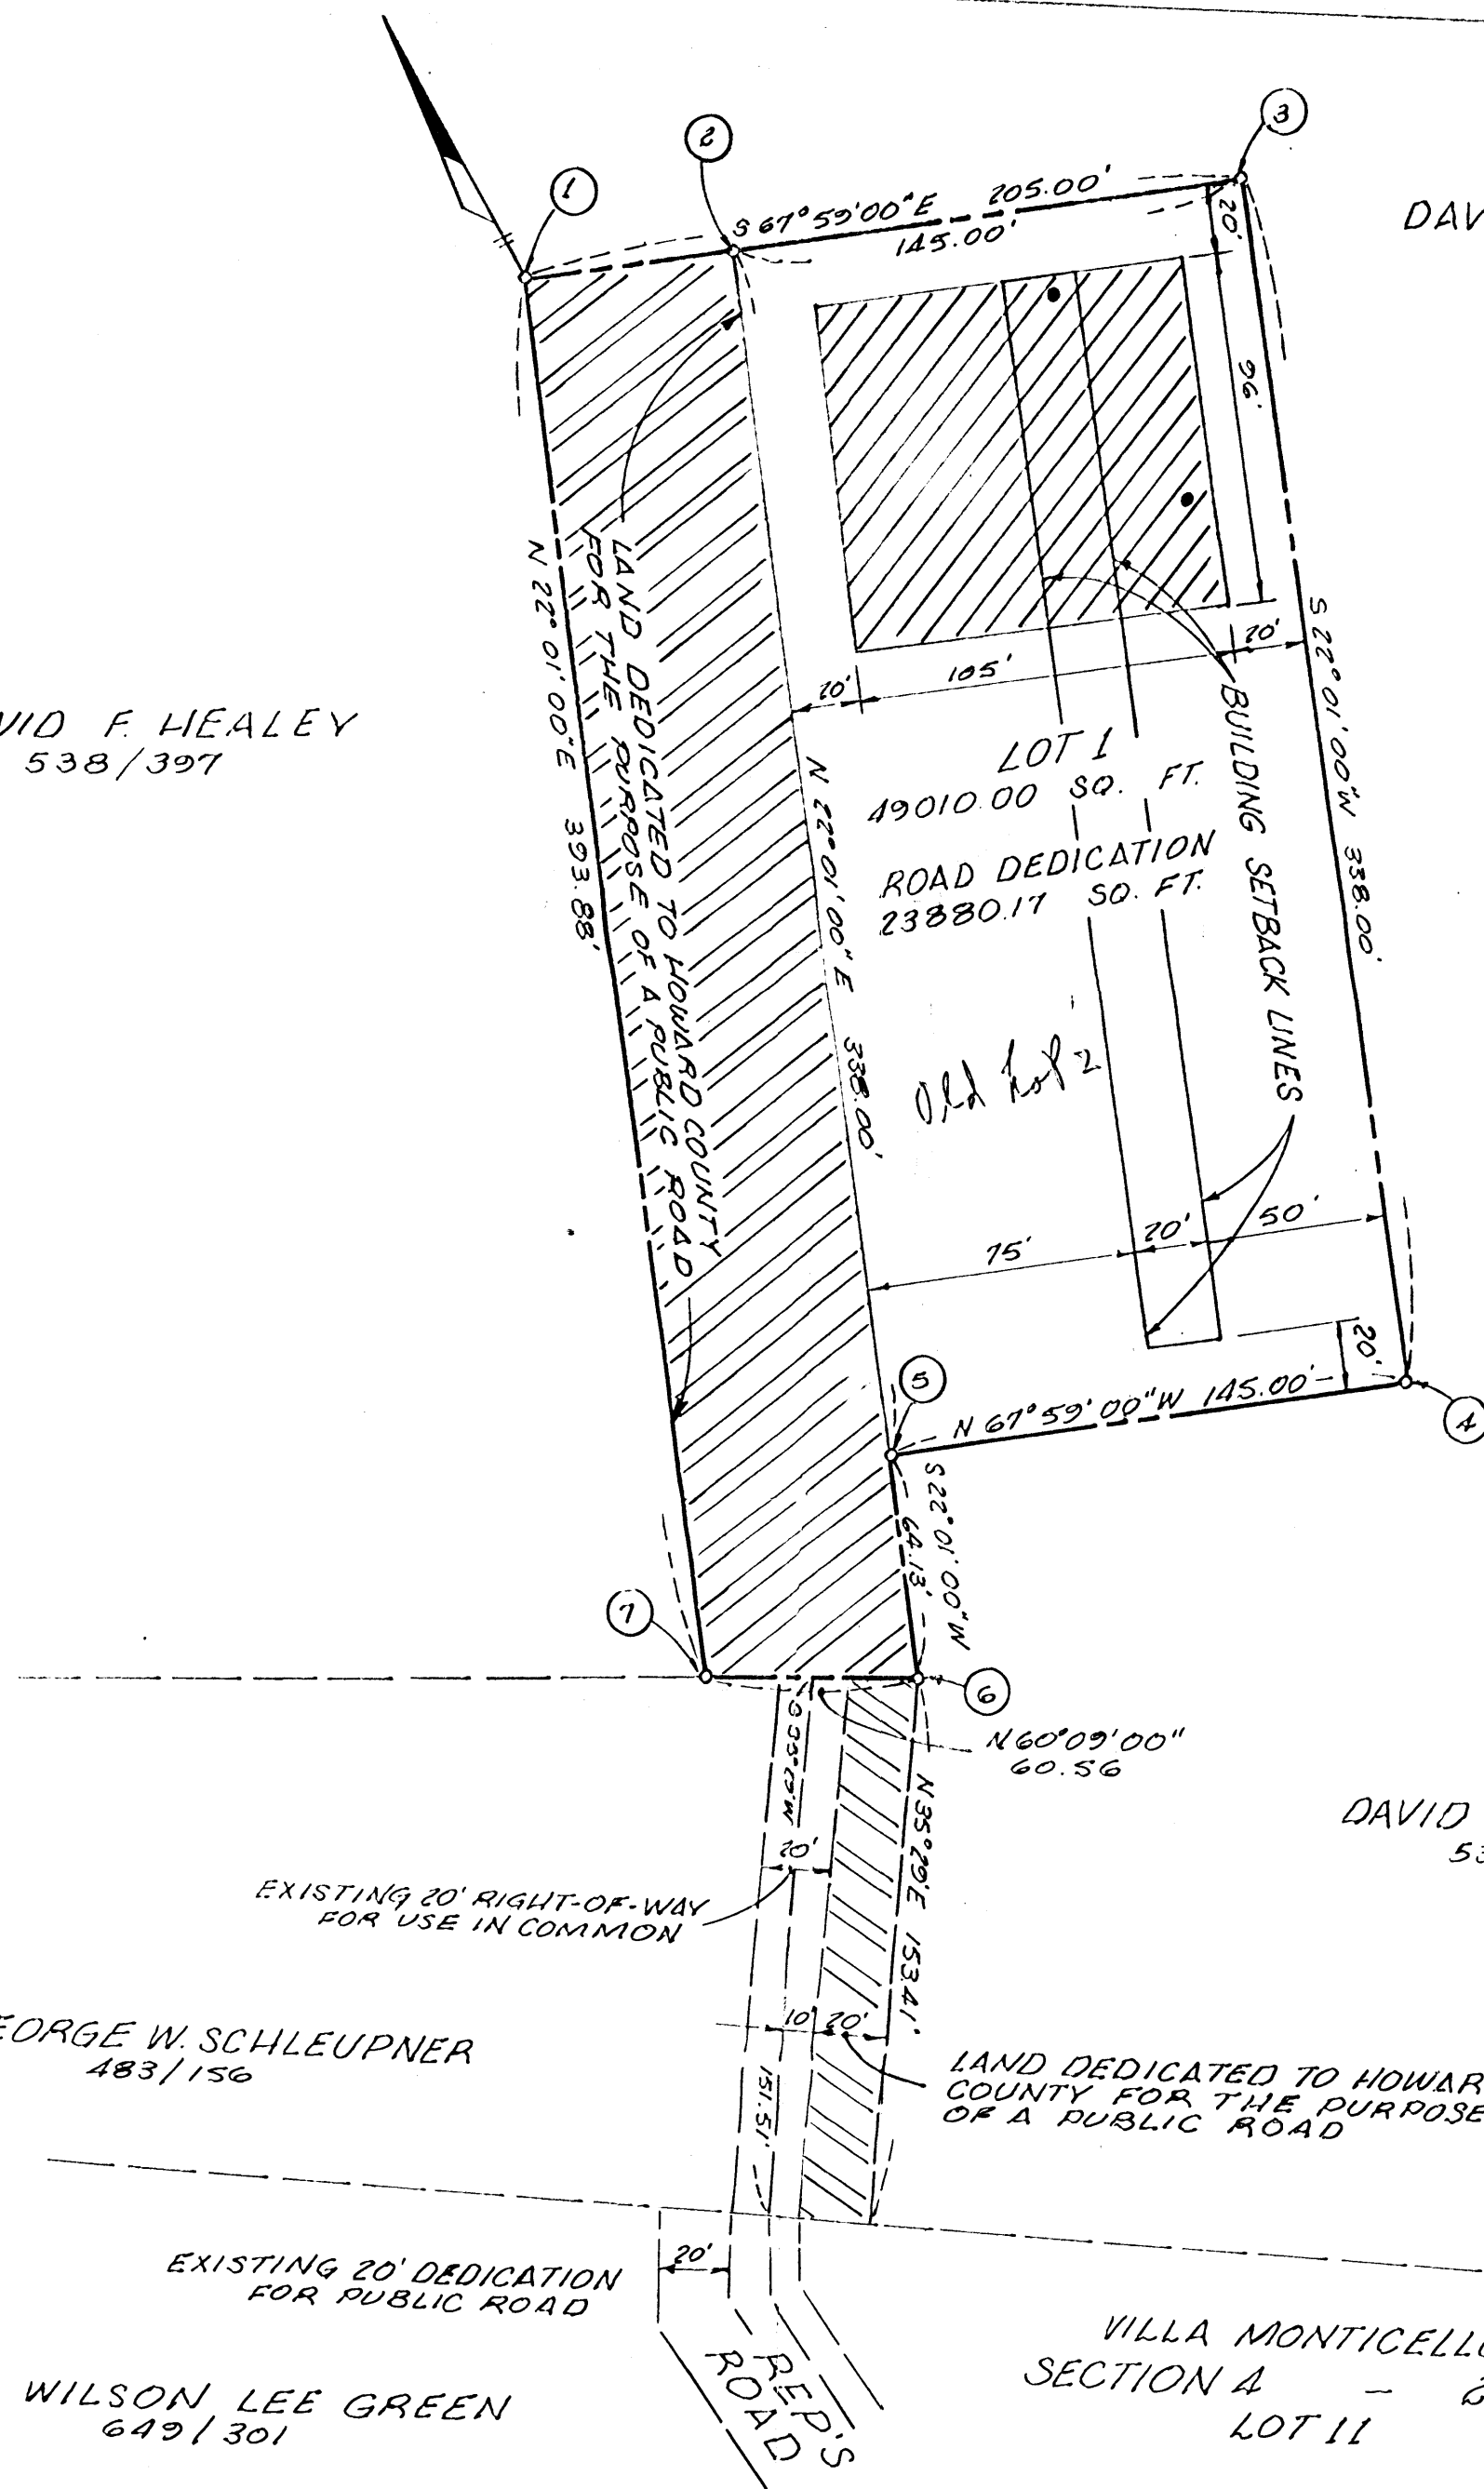 1
2
3
S 67° 59' 00" E 205.00'
145.00'
20'
96'
DAV
N 22° 01' 00" E 393.88'
LAND DEDICATED TO HOWARD COUNTY
FOR THE PURPOSE OF A PUBLIC ROAD
VID F. HEALEY
538/397
20'
105'
20'
S 22° 01' 00" W 338.00'
BUILDING SETBACK LINES
LOT 1
49010.00 SQ. FT.
ROAD DEDICATION
23880.17 SQ. FT.
N 22° 01' 00" E 338.00'
Old Lot 2
75'
20'
50'
20'
5
N 67° 59' 00" W 145.00'
4
S 22° 01' 00" W
64.13'
7
6
N 60° 09' 00"
60.56
20'
N 35° 29' E 153.41'
DAVID
53
EXISTING 20' RIGHT-OF-WAY
FOR USE IN COMMON
EORGE W. SCHLEUPNER
483/156
10'
20'
151.51'
LAND DEDICATED TO HOWAR
COUNTY FOR THE PURPOSE
OF A PUBLIC ROAD
EXISTING 20' DEDICATION
FOR PUBLIC ROAD
20'
REP'S
ROAD
VILLA MONTICELLO
SECTION 4 - 2
LOT 11
WILSON LEE GREEN
649/301